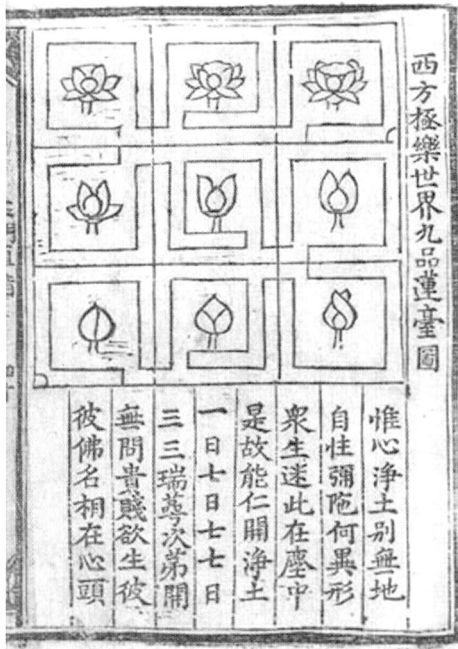 西方極樂世界九品蓮臺圖
惟心淨土别無地
自性彌陁何異形
衆生迷此在塵中
是故能仁開淨土
一日七日七七日
三三瑞萼次第開
無問貴賤欲生彼
彼佛名相在心頭